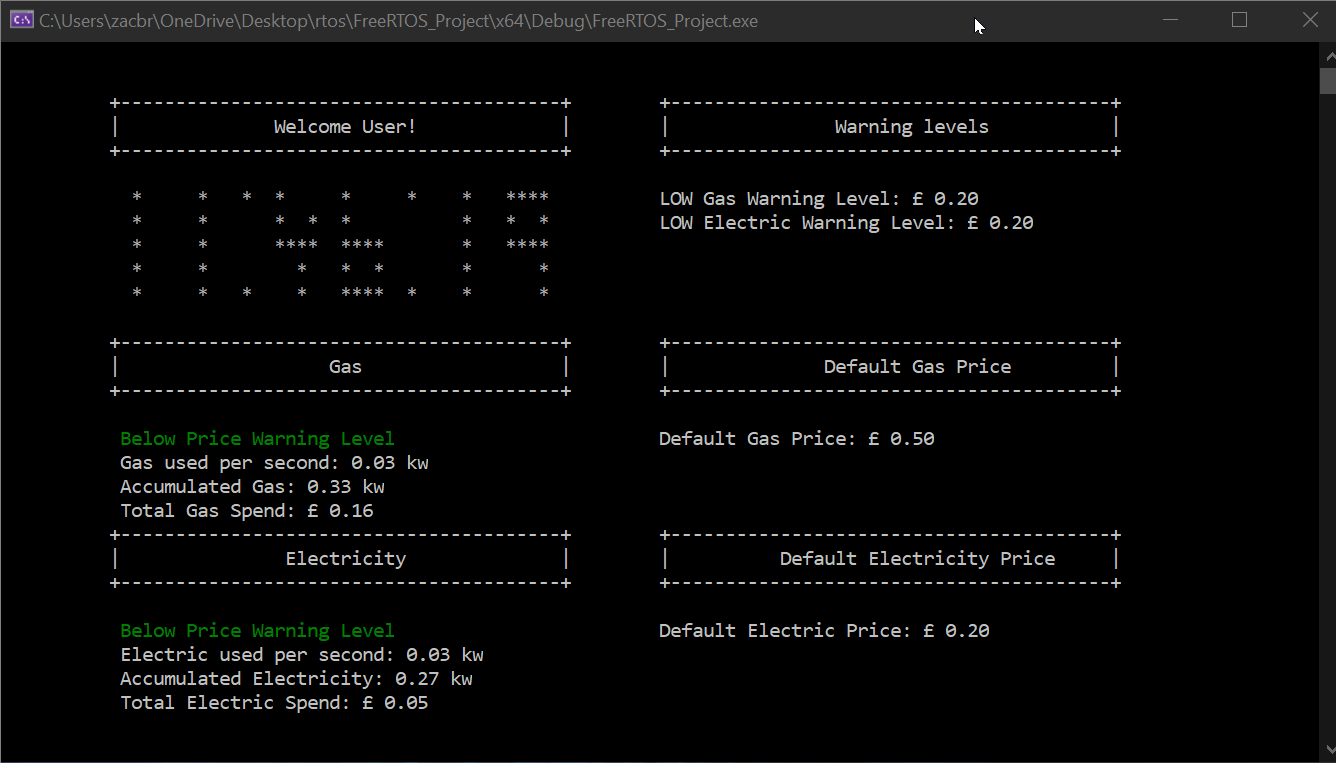 C:\Users\zacbr\OneDrive\Desktop\rtos\FreeRTOS_Project\x64\Debug\FreeRTOS_Project.exe
Welcome User!
11:46:19
Warning levels
LOW Gas Warning Level: £ 0.20
LOW Electric Warning Level: £ 0.20
Gas
Below Price Warning Level
Gas used per second: 0.03 kw
Accumulated Gas: 0.33 kw
Total Gas Spend: £ 0.16
Default Gas Price
Default Gas Price: £ 0.50
Electricity
Below Price Warning Level
Electric used per second: 0.03 kw
Accumulated Electricity: 0.27 kw
Total Electric Spend: £ 0.05
Default Electricity Price
Default Electric Price: £ 0.20